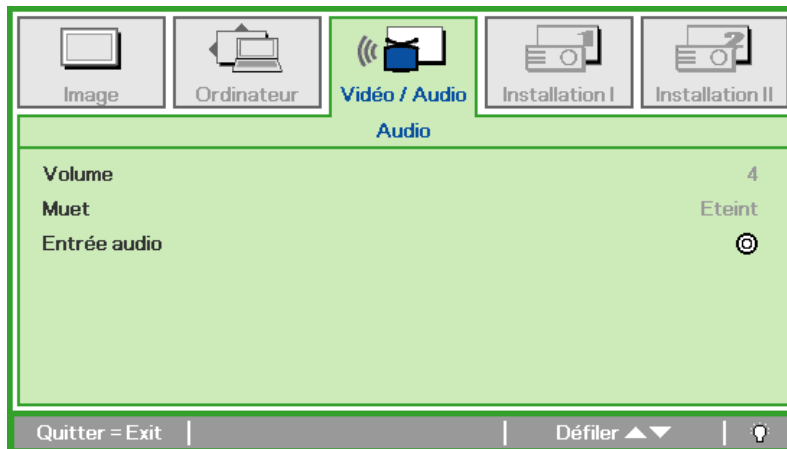 Image Ordinateur Vidéo / Audio Installation I Installation II
Audio
Volume 4
Muet Eteint
Entrée audio
Quitter = Exit Défiler